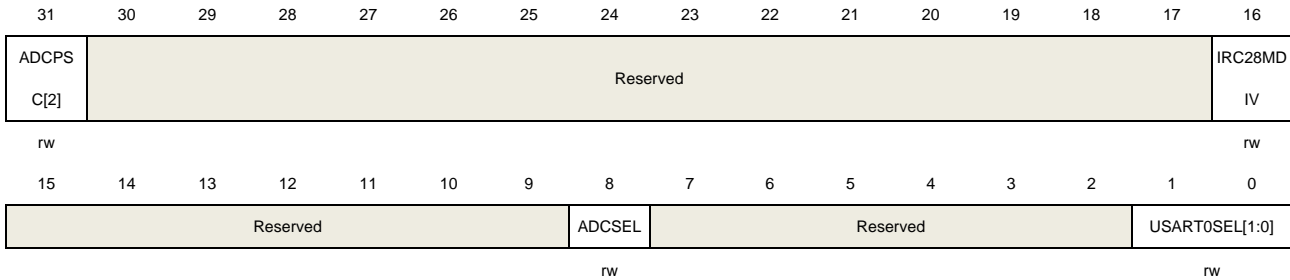 31 30 29 28 27 26 25 24 23 22 21 20 19 18 17 16
ADCPS
C[2]
Reserved
IRC28MD
IV
rw rw
15 14 13 12 11 10 9 8 7 6 5 4 3 2 1 0
Reserved ADCSEL Reserved USART0SEL[1:0]
rw rw